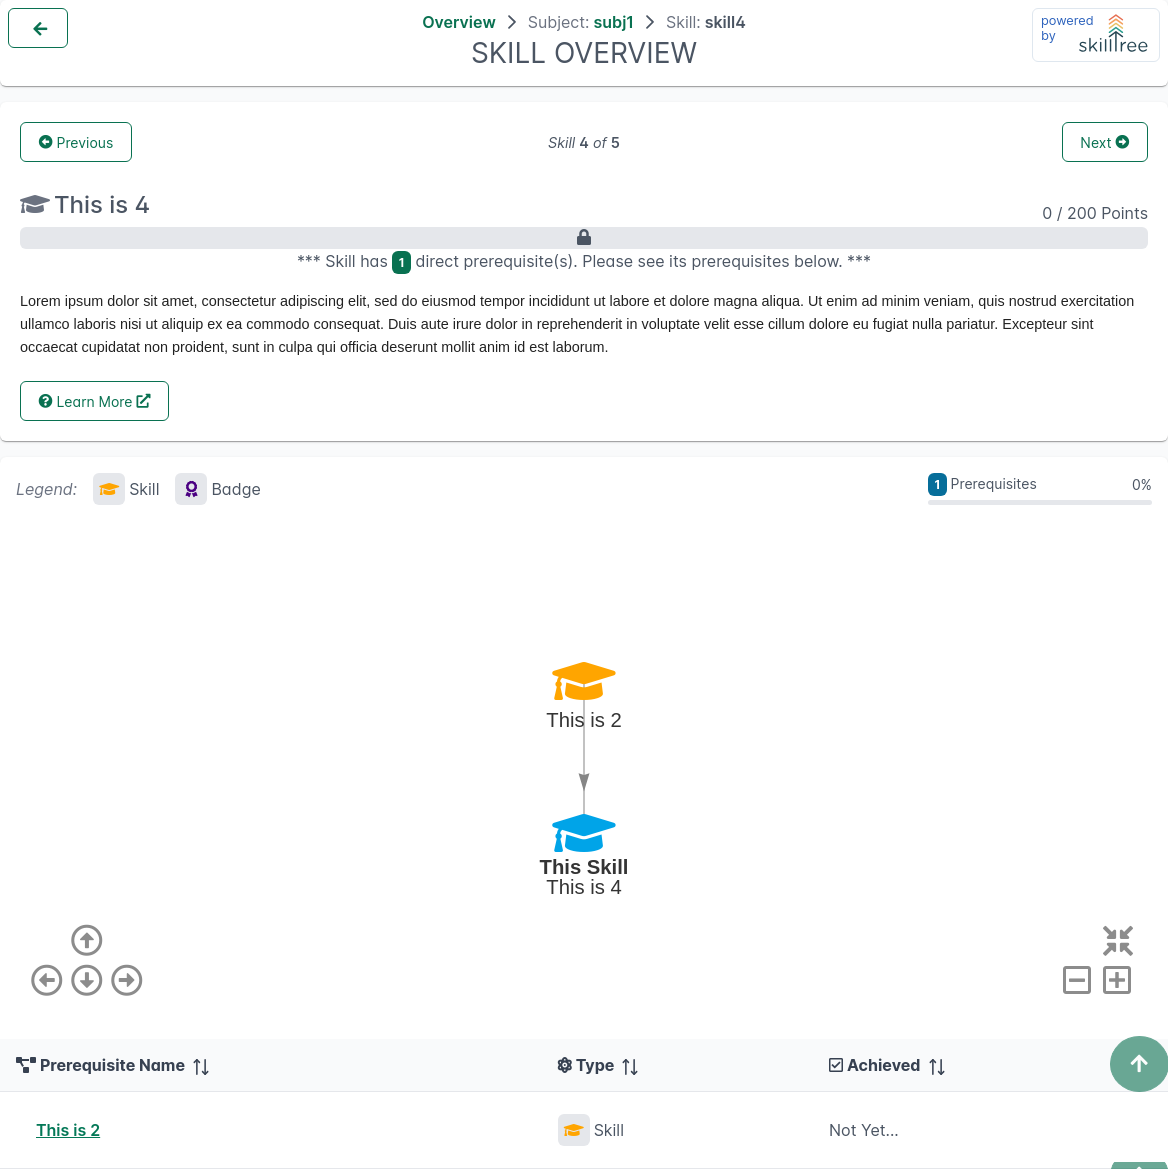 Overview > Subject: subj1 > Skill: skill4
SKILL OVERVIEW
powered
by
skilltree
Previous
Skill 4 of 5
Next
This is 4
0 / 200 Points
*** Skill has 1 direct prerequisite(s). Please see its prerequisites below. ***
Lorem ipsum dolor sit amet, consectetur adipiscing elit, sed do eiusmod tempor incididunt ut labore et dolore magna aliqua. Ut enim ad minim veniam, quis nostrud exercitation
ullamco laboris nisi ut aliquip ex ea commodo consequat. Duis aute irure dolor in reprehenderit in voluptate velit esse cillum dolore eu fugiat nulla pariatur. Excepteur sint
occaecat cupidatat non proident, sunt in culpa qui officia deserunt mollit anim id est laborum.
Learn More
Legend: Skill Badge
1 Prerequisites 0%
This is 2
This Skill
This is 4
Prerequisite Name Type Achieved
This is 2 Skill Not Yet...